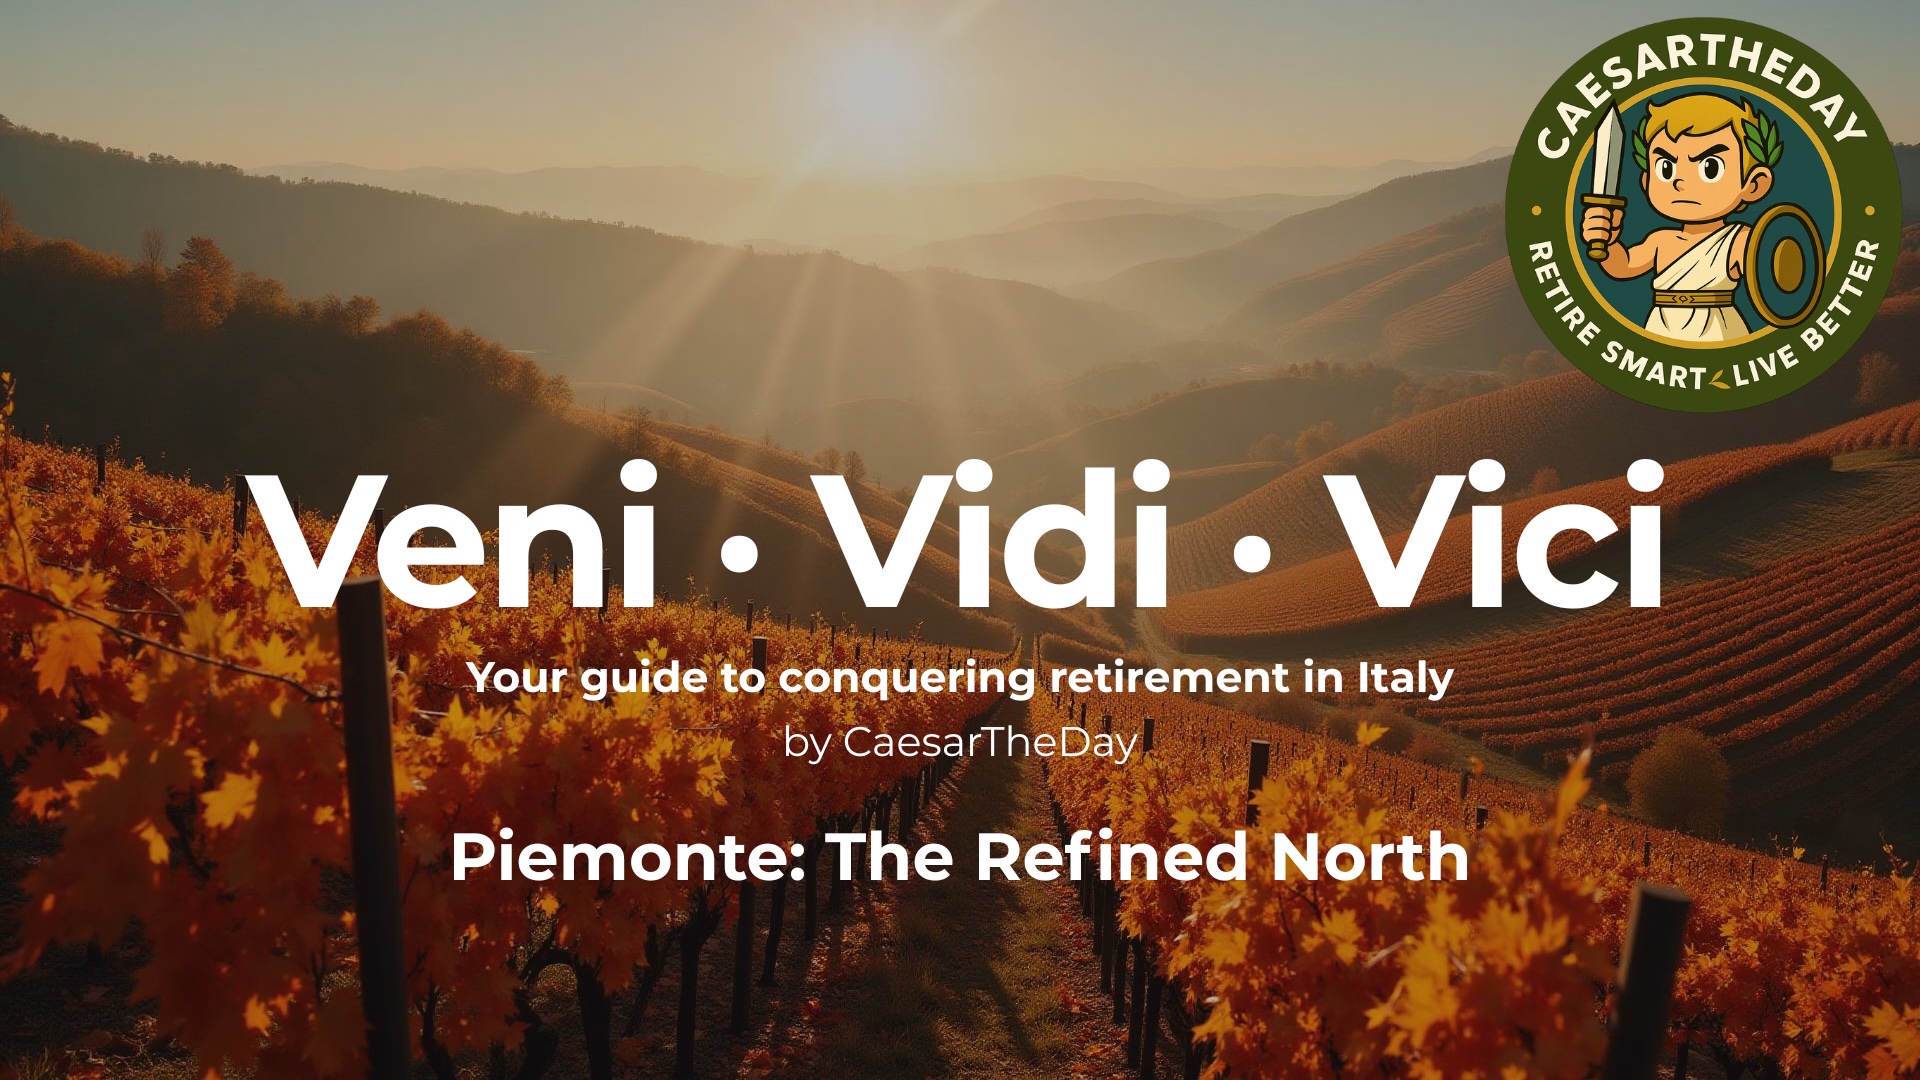 CAESARTHEDAY
RETIRE SMART LIVE BETTER
Veni • Vidi • Vici
Your guide to conquering retirement in Italy
by CaesarTheDay
Piemonte: The Refined North